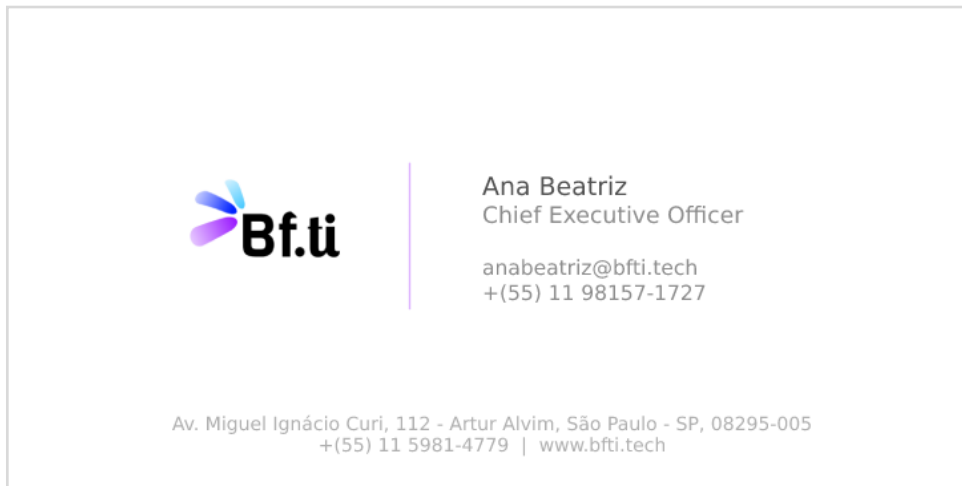 Bf.ti
Ana Beatriz
Chief Executive Officer
anabeatriz@bfti.tech
+(55) 11 98157-1727
Av. Miguel Ignácio Curi, 112 - Artur Alvim, São Paulo - SP, 08295-005
+(55) 11 5981-4779 | www.bfti.tech